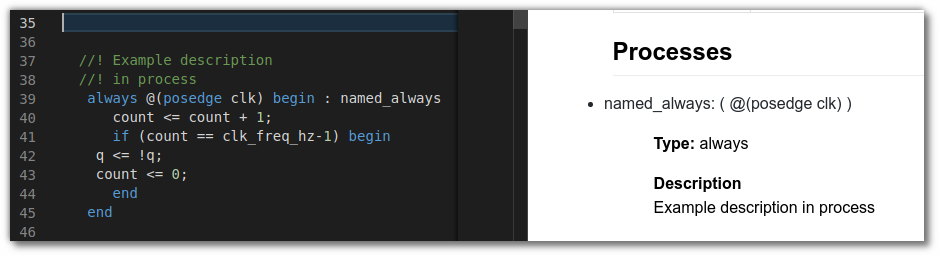 35
36
37 //! Example description
38 //! in process
39 always @(posedge clk) begin : named_always
40 count <= count + 1;
41 if (count == clk_freq_hz-1) begin
42 q <= !q;
43 count <= 0;
44 end
45 end
46
Processes
• named_always: ( @(posedge clk) )
Type: always
Description
Example description in process